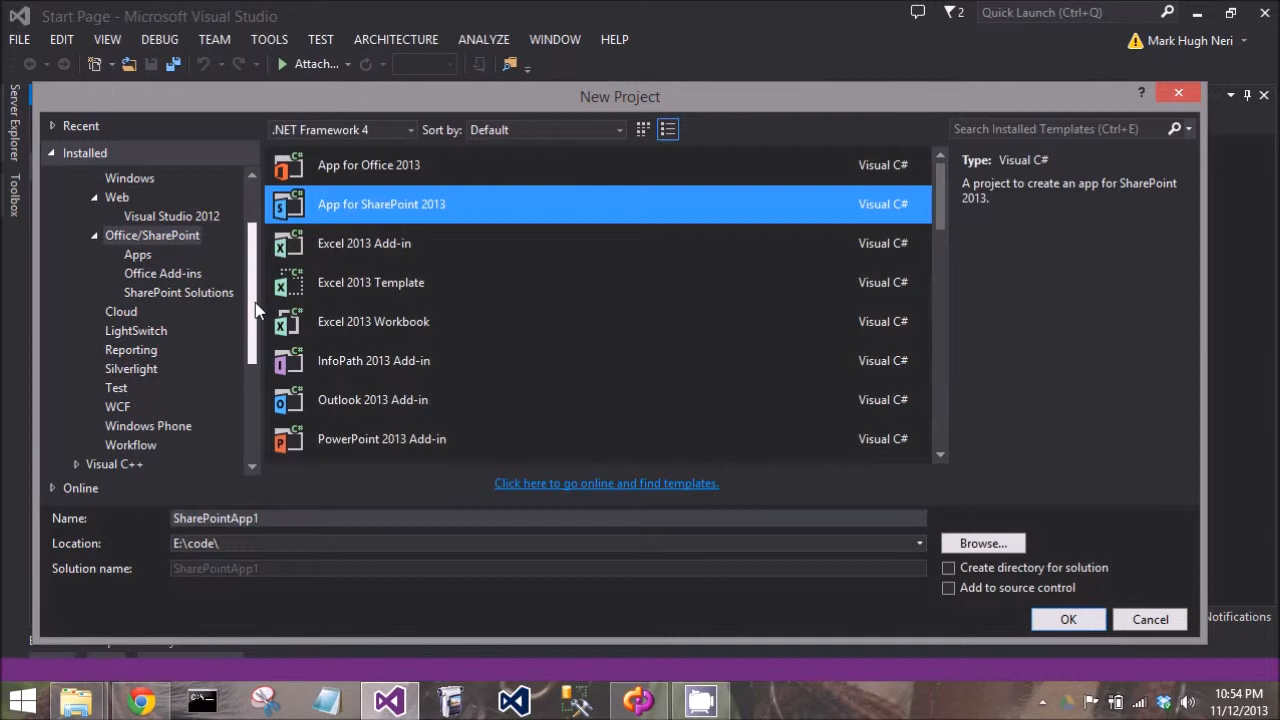 Start Page - Microsoft Visual Studio
2
Quick Launch (Ctrl+Q)
FILE EDIT VIEW DEBUG TEAM TOOLS TEST ARCHITECTURE ANALYZE WINDOW HELP
Mark Hugh Neri
Attach...
Server Explorer
Toolbox
New Project
?
Recent
Installed
Windows
Web
Visual Studio 2012
Office/SharePoint
Apps
Office Add-ins
SharePoint Solutions
Cloud
LightSwitch
Reporting
Silverlight
Test
WCF
Windows Phone
Workflow
Visual C++
Online
.NET Framework 4
Sort by: Default
Search Installed Templates (Ctrl+E)
App for Office 2013 Visual C#
App for SharePoint 2013 Visual C#
Excel 2013 Add-in Visual C#
Excel 2013 Template Visual C#
Excel 2013 Workbook Visual C#
InfoPath 2013 Add-in Visual C#
Outlook 2013 Add-in Visual C#
PowerPoint 2013 Add-in Visual C#
Type: Visual C#
A project to create an app for SharePoint
2013.
Click here to go online and find templates.
Name: SharePointApp1
Location: E:\code\
Browse...
Solution name: SharePointApp1
Create directory for solution
Add to source control
OK
Cancel
Notifications
10:54 PM
11/12/2013